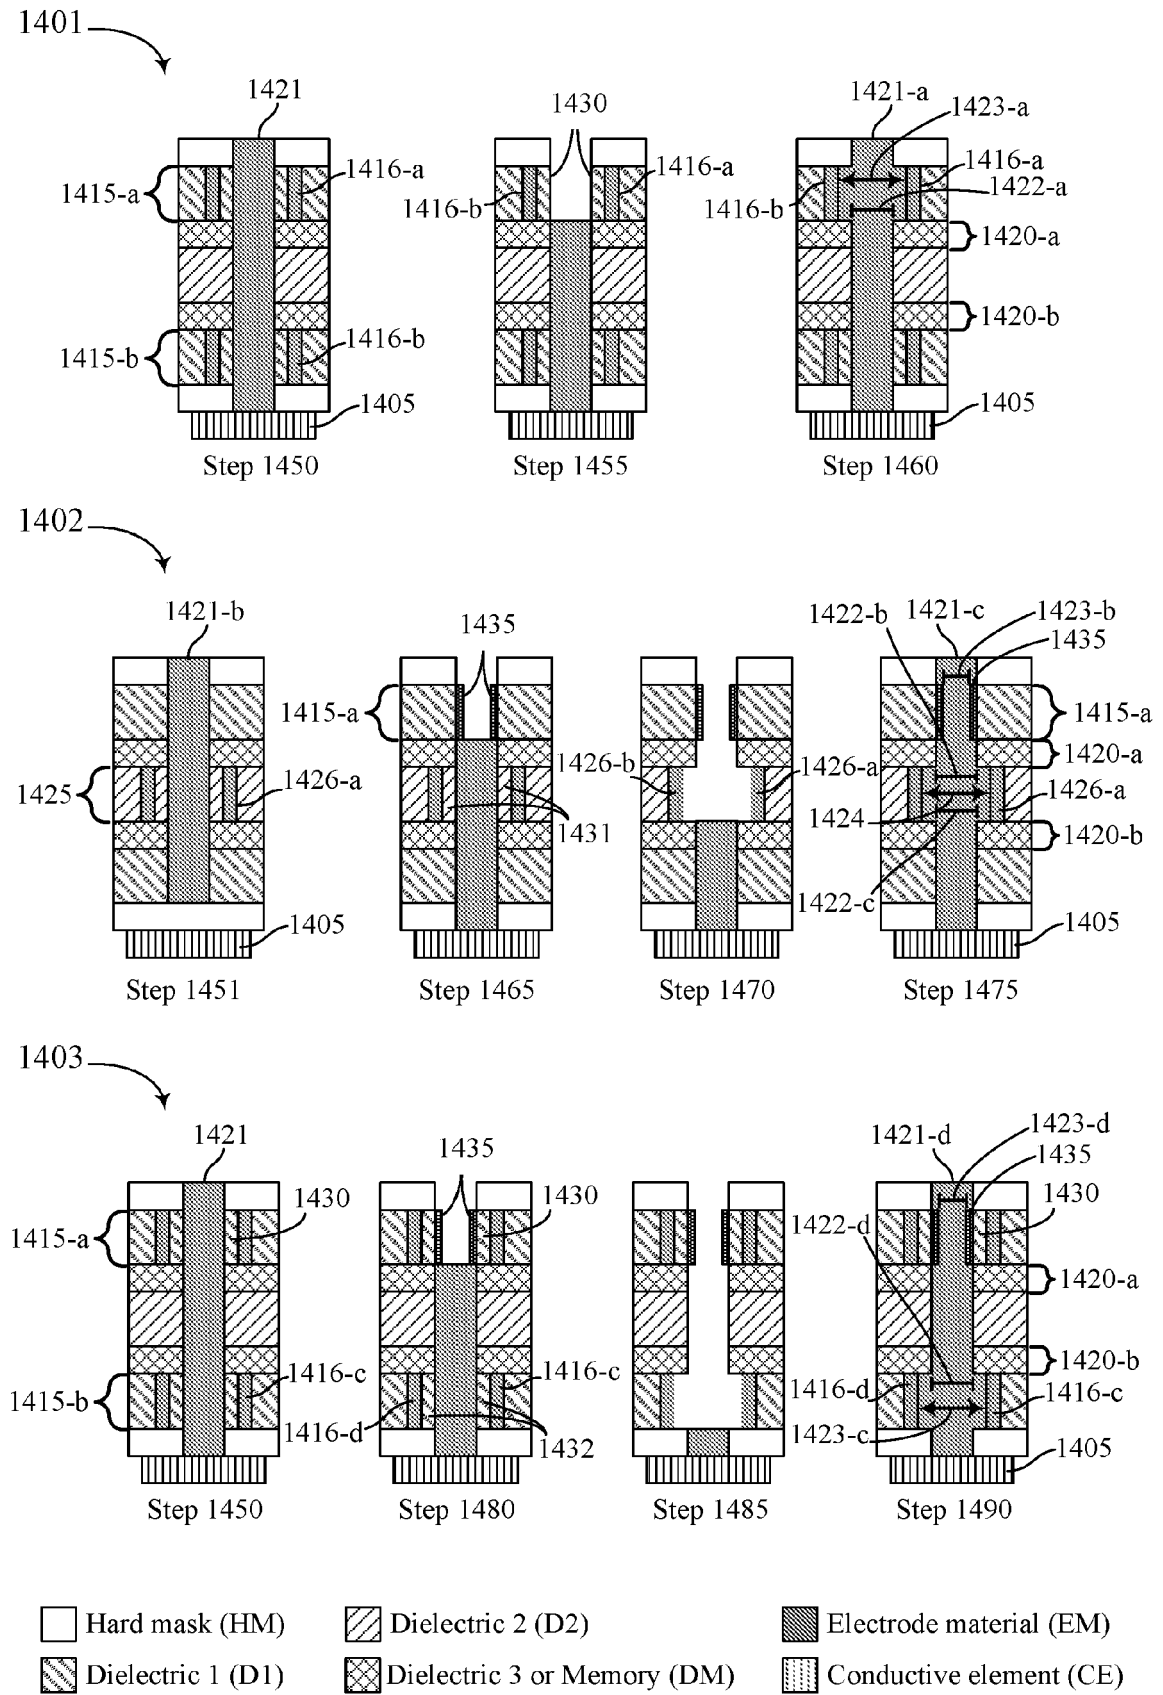 1401
1421
1415-a
1416-a
1415-b
1416-b
1405
Step 1450
1430
1416-a
1416-b
Step 1455
1421-a
1423-a
1416-a
1422-a
1416-b
1420-a
1420-b
1405
Step 1460
1402
1421-b
1425
1426-a
1405
Step 1451
1435
1415-a
1431
Step 1465
1426-b
1426-a
Step 1470
1421-c
1422-b
1423-b
1435
1415-a
1420-a
1426-a
1424
1420-b
1422-c
1405
Step 1475
1403
1421
1430
1415-a
1416-c
1415-b
Step 1450
1435
1430
1416-c
1416-d
1432
Step 1480
Step 1485
1421-d
1423-d
1435
1430
1422-d
1420-a
1420-b
1416-d
1416-c
1423-c
1405
Step 1490
Hard mask (HM)
Dielectric 2 (D2)
Electrode material (EM)
Dielectric 1 (D1)
Dielectric 3 or Memory (DM)
Conductive element (CE)